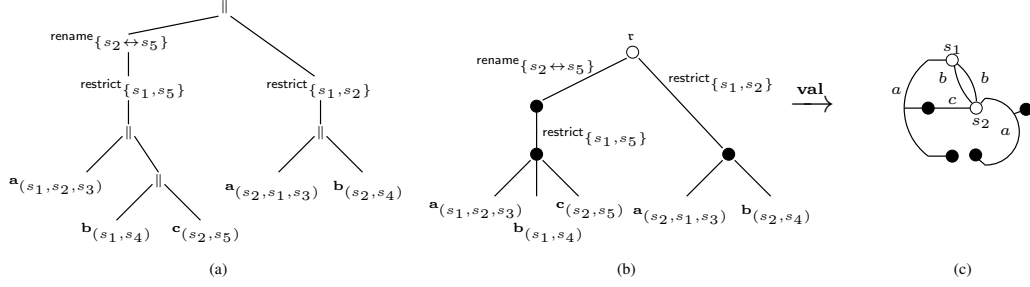 ||
rename{s2↔s5}
restrict{s1,s5}
restrict{s1,s2}
||
||
a(s1,s2,s3)
||
a(s2,s1,s3)
b(s2,s4)
b(s1,s4)
c(s2,s5)
(a)
𝔯
rename{s2↔s5}
restrict{s1,s2}
restrict{s1,s5}
a(s1,s2,s3)
c(s2,s5)
a(s2,s1,s3)
b(s2,s4)
b(s1,s4)
(b)
val
s1
b
b
a
c
s2
a
(c)